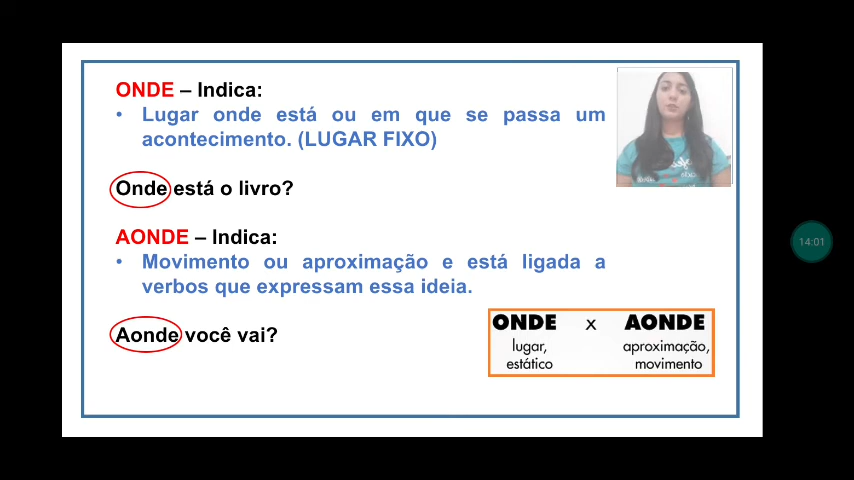 ONDE – Indica:
• Lugar onde está ou em que se passa um
acontecimento. (LUGAR FIXO)
Onde está o livro?
AONDE – Indica:
• Movimento ou aproximação e está ligada a
verbos que expressam essa ideia.
Aonde você vai?
ONDE x AONDE
lugar, aproximação,
estático movimento
14:01